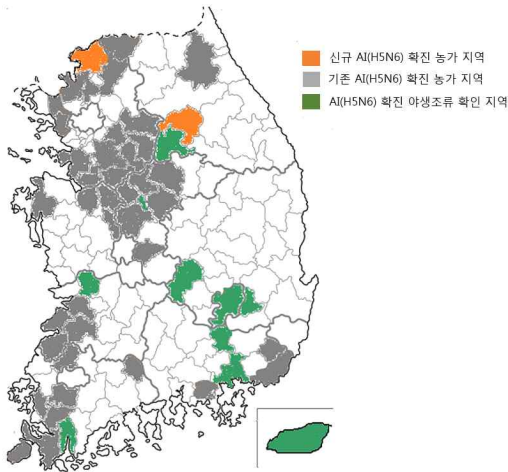 신규 AI(H5N6) 확진 농가 지역
기존 AI(H5N6) 확진 농가 지역
AI(H5N6) 확진 야생조류 확인 지역